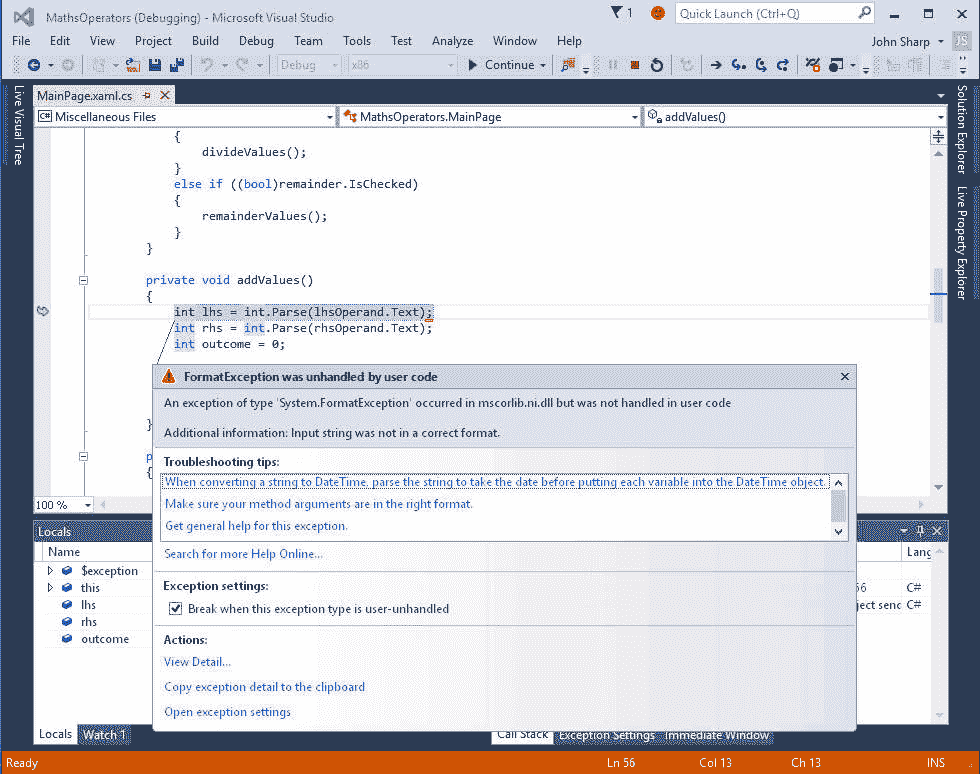 MathsOperators (Debugging) - Microsoft Visual Studio
1
Quick Launch (Ctrl+Q)
File Edit View Project Build Debug Team Tools Test Analyze Window Help
John Sharp JS
Debug x86 Continue
Live Visual Tree
MainPage.xaml.cs
C# Miscellaneous Files
MathsOperators.MainPage
addValues()
{
divideValues();
}
else if ((bool)remainder.IsChecked)
{
remainderValues();
}
}
private void addValues()
{
int lhs = int.Parse(lhsOperand.Text);
int rhs = int.Parse(rhsOperand.Text);
int outcome = 0;
}
p
{
100 %
Solution Explorer
Live Property Explorer
FormatException was unhandled by user code
An exception of type 'System.FormatException' occurred in mscorlib.ni.dll but was not handled in user code
Additional information: Input string was not in a correct format.
Troubleshooting tips:
When converting a string to DateTime, parse the string to take the date before putting each variable into the DateTime object.
Make sure your method arguments are in the right format.
Get general help for this exception.
Search for more Help Online...
Exception settings:
Break when this exception type is user-unhandled
Actions:
View Detail...
Copy exception detail to the clipboard
Open exception settings
Locals
Name
$exception
this
lhs
rhs
outcome
Locals Watch 1
Lang
56 C#
ject send C#
Call Stack Exception Settings Immediate Window
Ready Ln 56 Col 13 Ch 13 INS